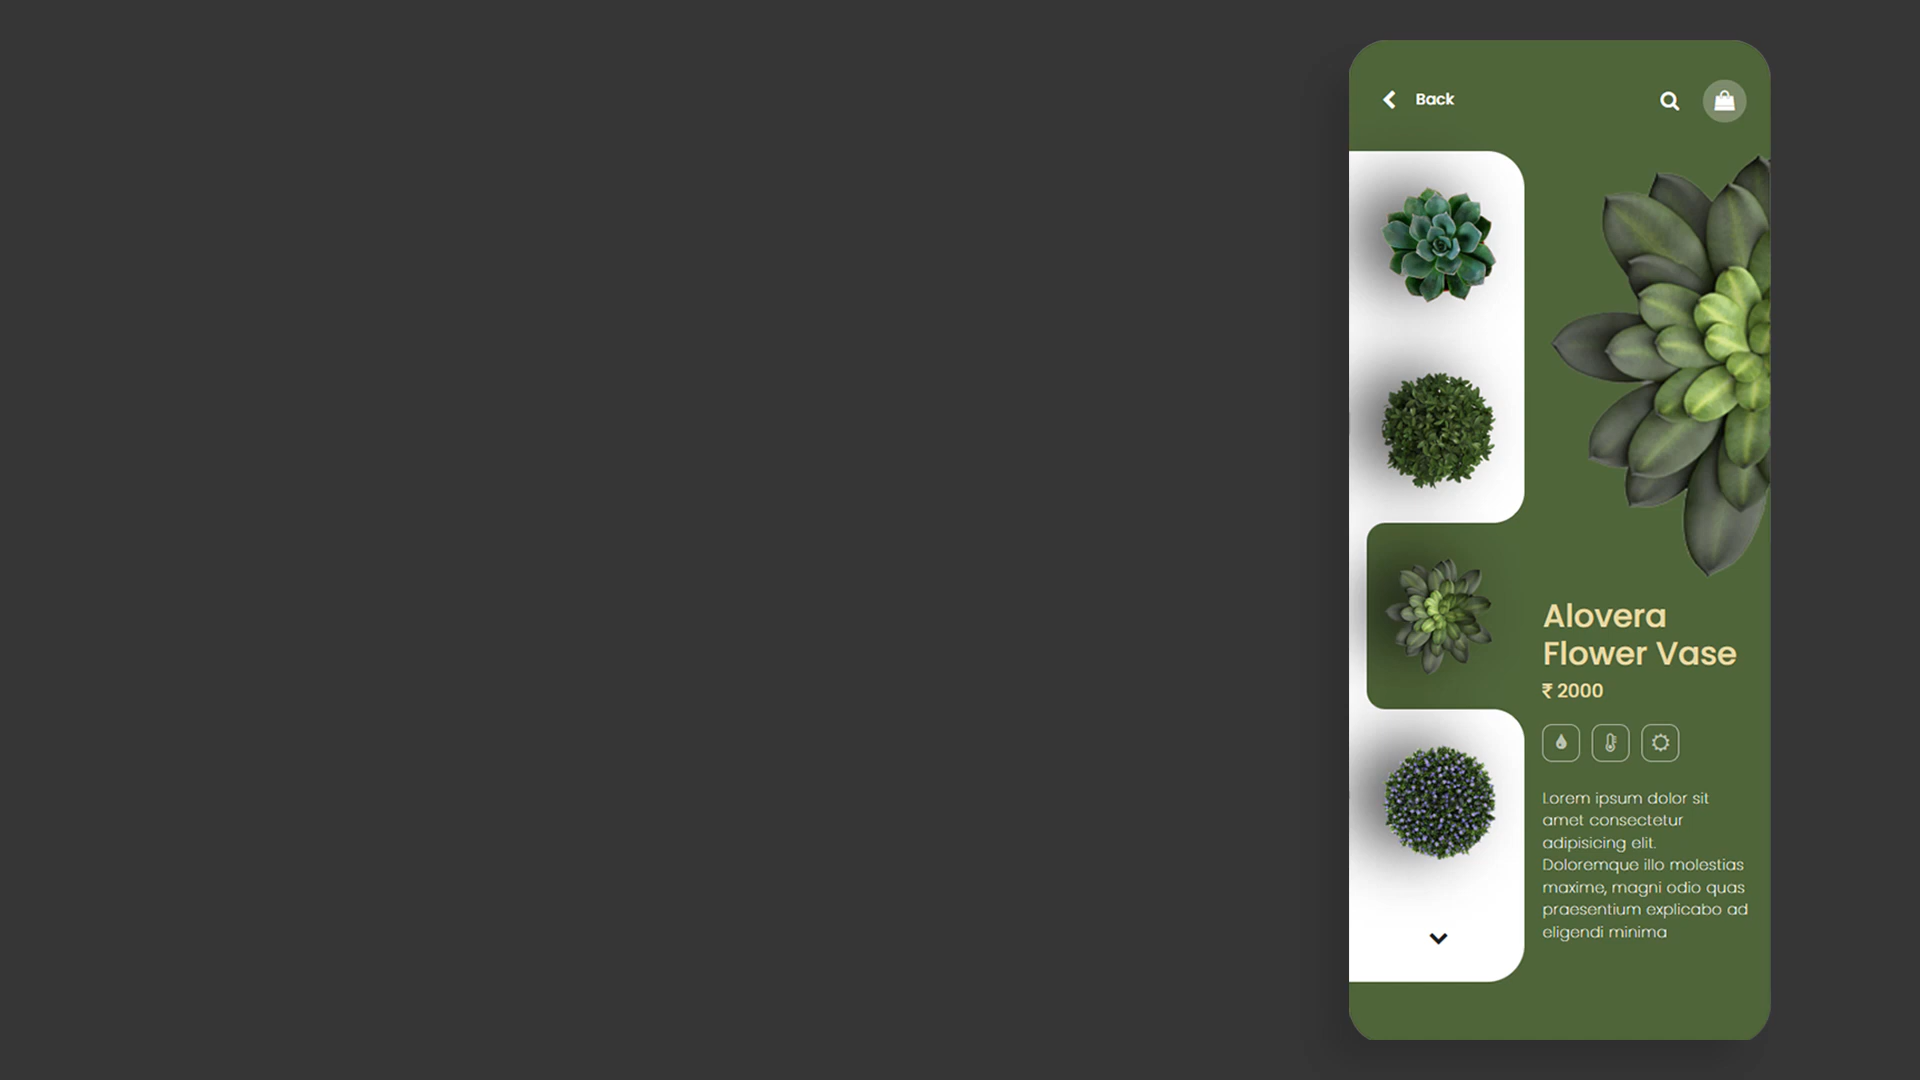 Back
Alovera
Flower Vase
₹ 2000
Lorem ipsum dolor sit
amet consectetur
adipisicing elit.
Doloremque illo molestias
maxime, magni odio quas
praesentium explicabo ad
eligendi minima